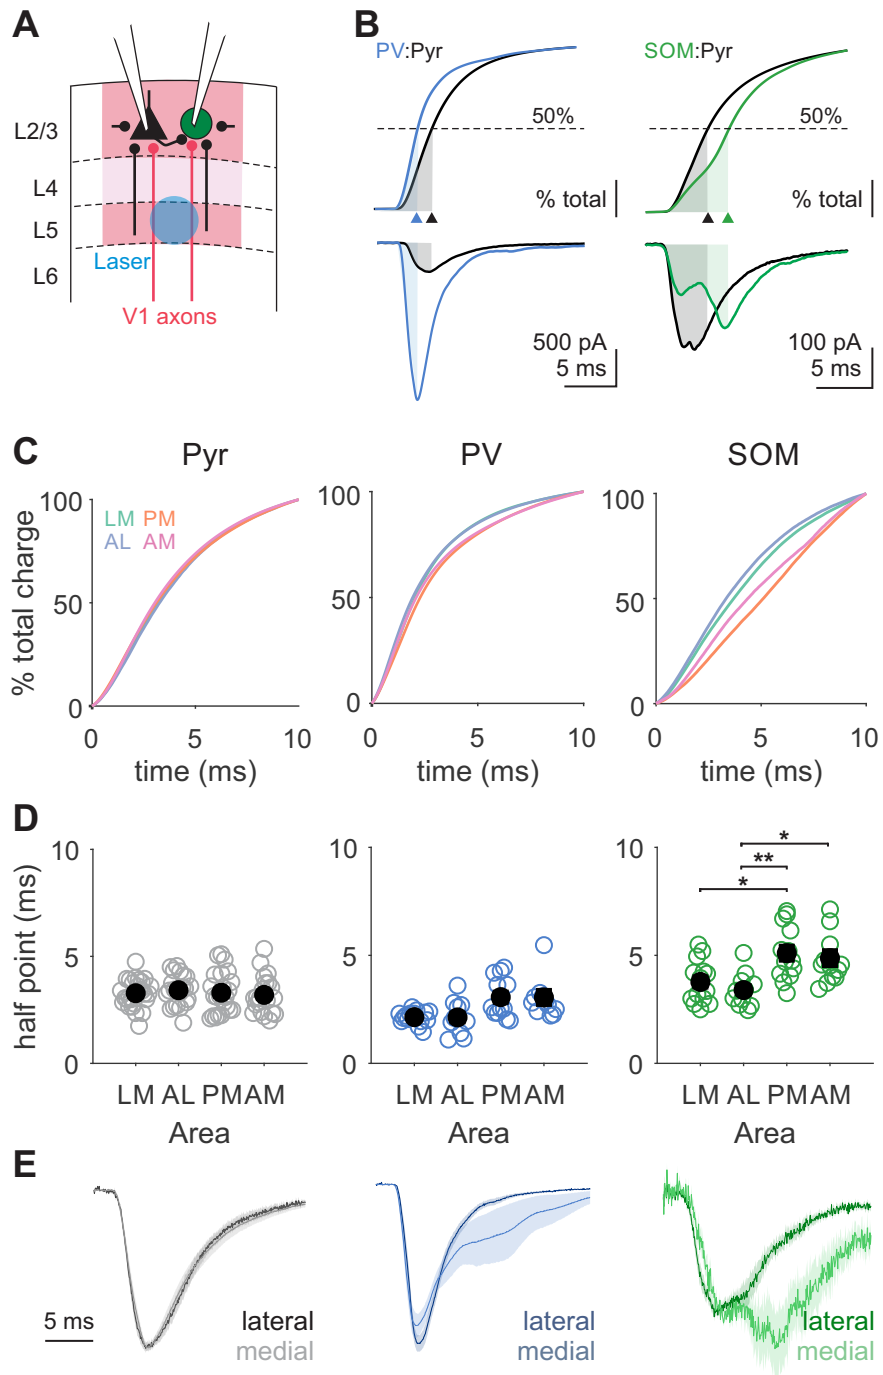 A
L2/3
L4
L5
L6
Laser
V1 axons
B
PV:Pyr
SOM:Pyr
50%
50%
% total
% total
500 pA
5 ms
100 pA
5 ms
C
Pyr
PV
SOM
% total charge
100
50
0
LM PM
AL AM
0 5 10
time (ms)
100
50
0
0 5 10
time (ms)
100
50
0
0 5 10
time (ms)
D
half point (ms)
10
5
0
LM AL PM AM
Area
10
5
0
LM AL PM AM
Area
10
5
0
*
**
*
LM AL PM AM
Area
E
5 ms
lateral
medial
lateral
medial
lateral
medial